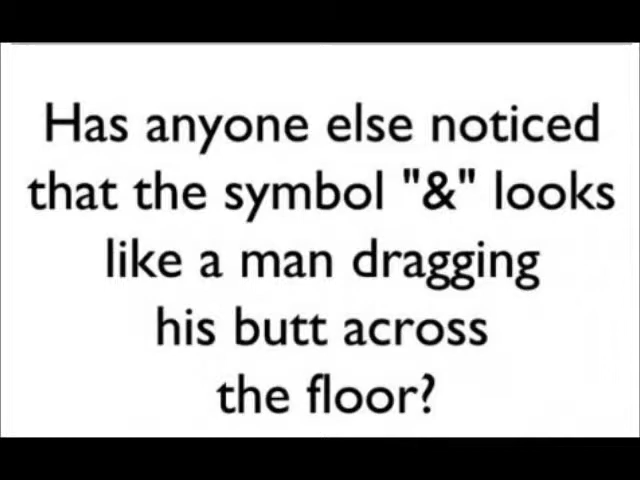 Has anyone else noticed
that the symbol "&" looks
like a man dragging
his butt across
the floor?